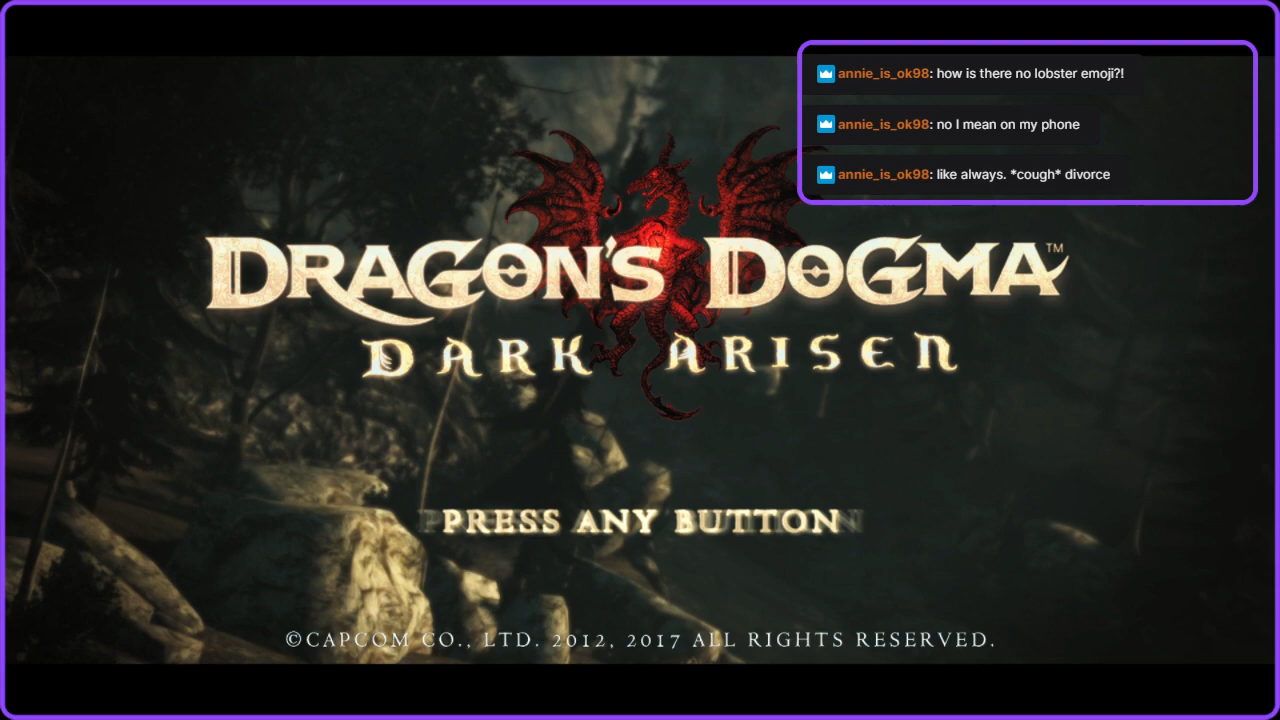 annie_is_ok98: how is there no lobster emoji?!
annie_is_ok98: no I mean on my phone
annie_is_ok98: like always. *cough* divorce
DRAGON'S DOGMA™
DARK ARISEN
PRESS ANY BUTTON
©CAPCOM CO., LTD. 2012, 2017 ALL RIGHTS RESERVED.